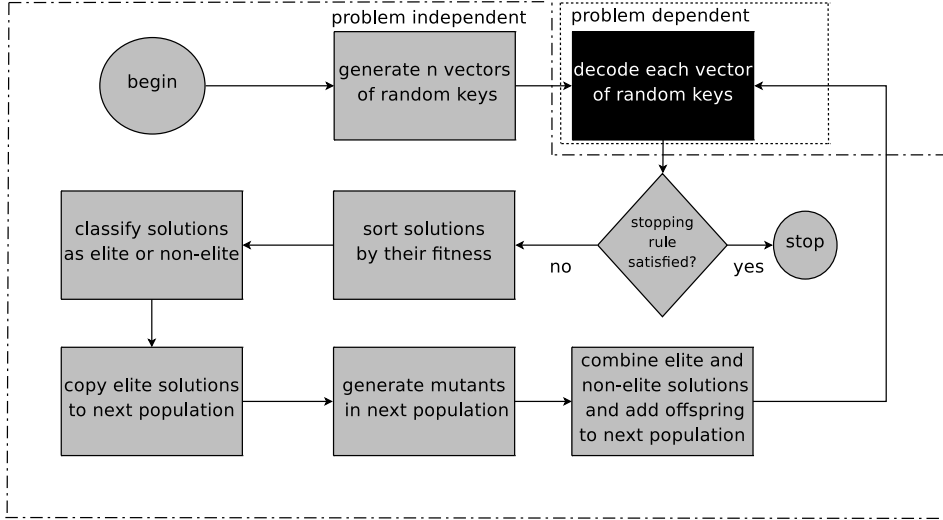 problem independent
problem dependent
begin
generate n vectors
of random keys
decode each vector
of random keys
classify solutions
as elite or non-elite
sort solutions
by their fitness
stopping
rule
satisfied?
no
yes
stop
copy elite solutions
to next population
generate mutants
in next population
combine elite and
non-elite solutions
and add offspring
to next population